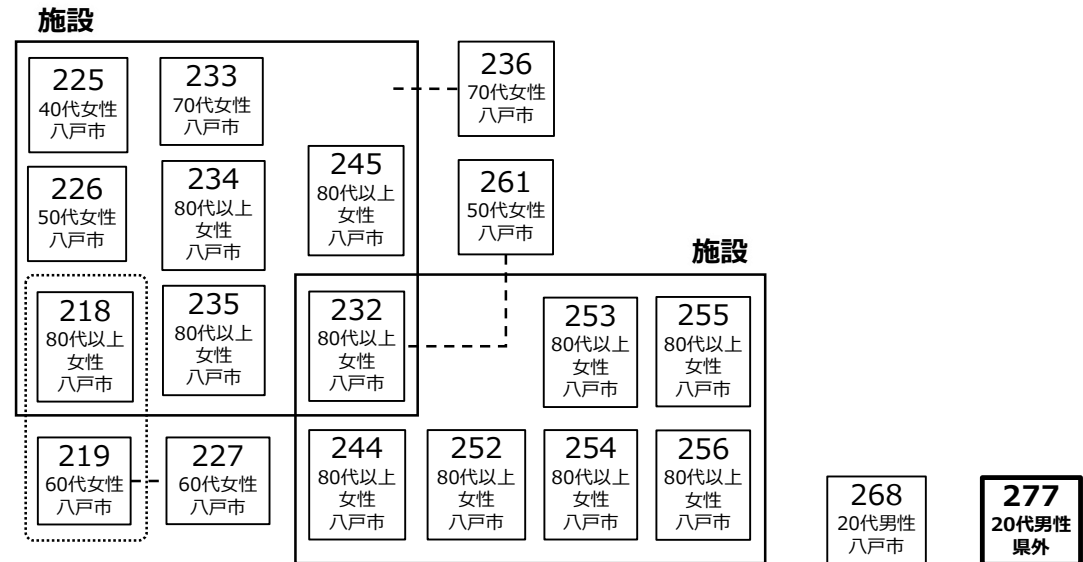 施設
225
40代女性
八戸市
233
70代女性
八戸市
236
70代女性
八戸市
226
50代女性
八戸市
234
80代以上
女性
八戸市
245
80代以上
女性
八戸市
261
50代女性
八戸市
施設
218
80代以上
女性
八戸市
235
80代以上
女性
八戸市
232
80代以上
女性
八戸市
253
80代以上
女性
八戸市
255
80代以上
女性
八戸市
219
60代女性
八戸市
227
60代女性
八戸市
244
80代以上
女性
八戸市
252
80代以上
女性
八戸市
254
80代以上
女性
八戸市
256
80代以上
女性
八戸市
268
20代男性
八戸市
277
20代男性
県外